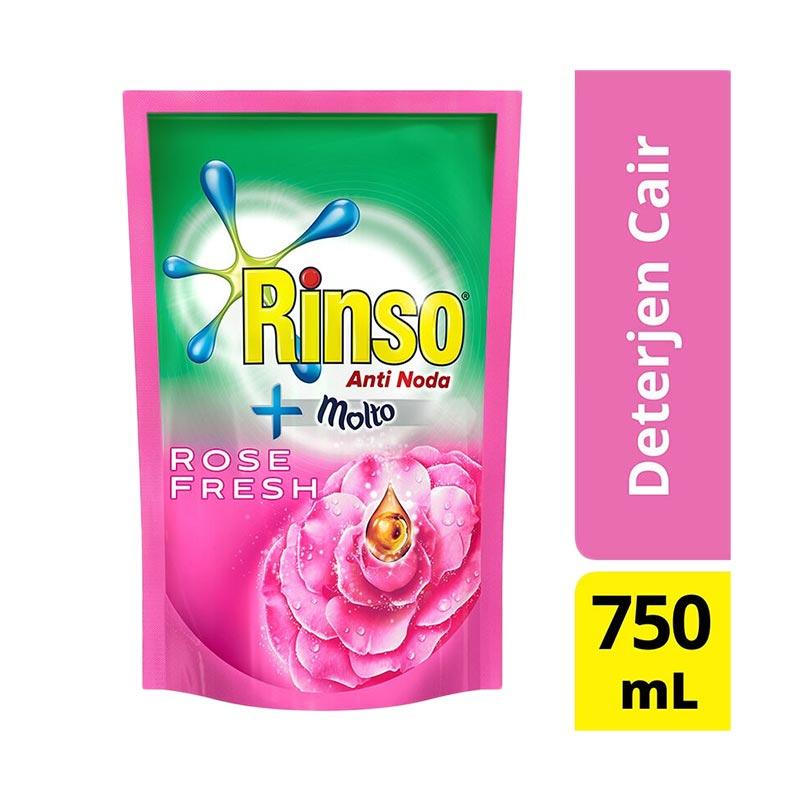 Rinso®
Anti Noda
+ Molto
ROSE
FRESH
Deterjen Cair
750
mL